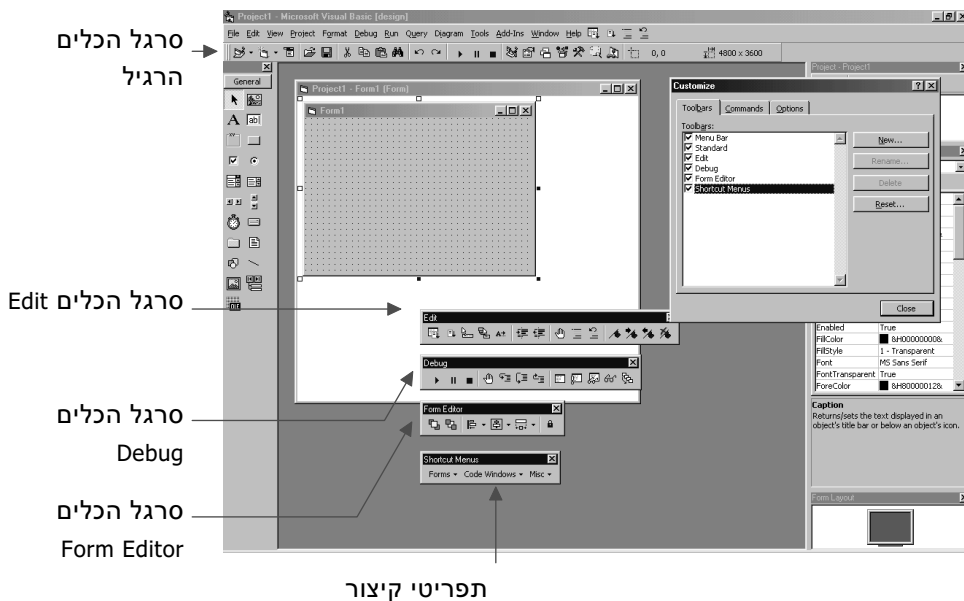 Project1 - Microsoft Visual Basic [design]
File Edit View Project Format Debug Run Query Diagram Tools Add-Ins Window Help
0, 0
4800 x 3600
סרגל הכלים
הרגיל
General
Project1 - Form1 (Form)
Form1
Project - Project1
Customize
Toolbars Commands Options
Toolbars:
Menu Bar
Standard
Edit
Debug
Form Editor
Shortcut Menus
New...
Rename...
Delete
Reset...
Close
סרגל הכלים Edit
Edit
Debug
Form Editor
Shortcut Menus
Forms Code Windows Misc
סרגל הכלים
Debug
סרגל הכלים
Form Editor
תפריטי קיצור
Enabled True
FillColor &H00000000&
FillStyle 1 - Transparent
Font MS Sans Serif
FontTransparent True
ForeColor &H80000012&
Caption
Returns/sets the text displayed in an
object's title bar or below an object's icon.
Form Layout